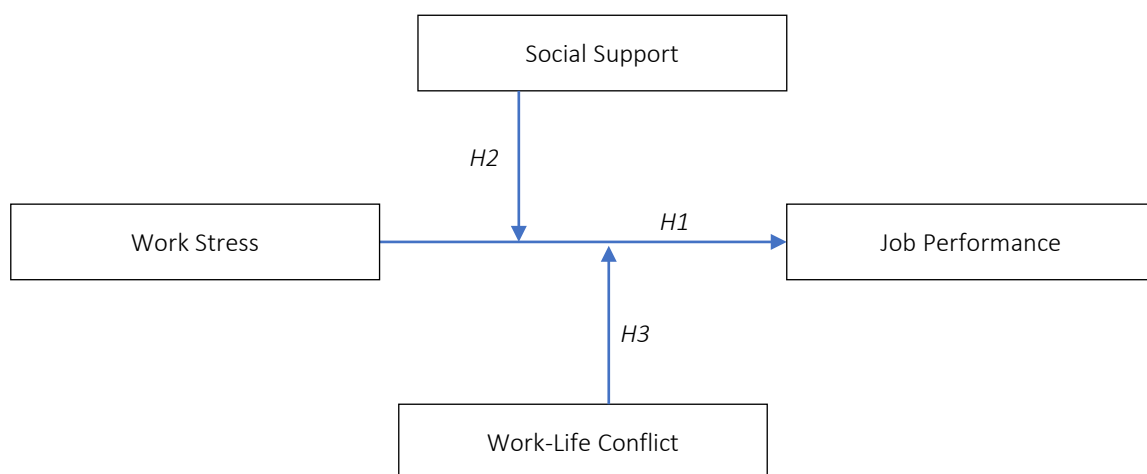 Social Support
H2
H1
Work Stress
Job Performance
H3
Work-Life Conflict